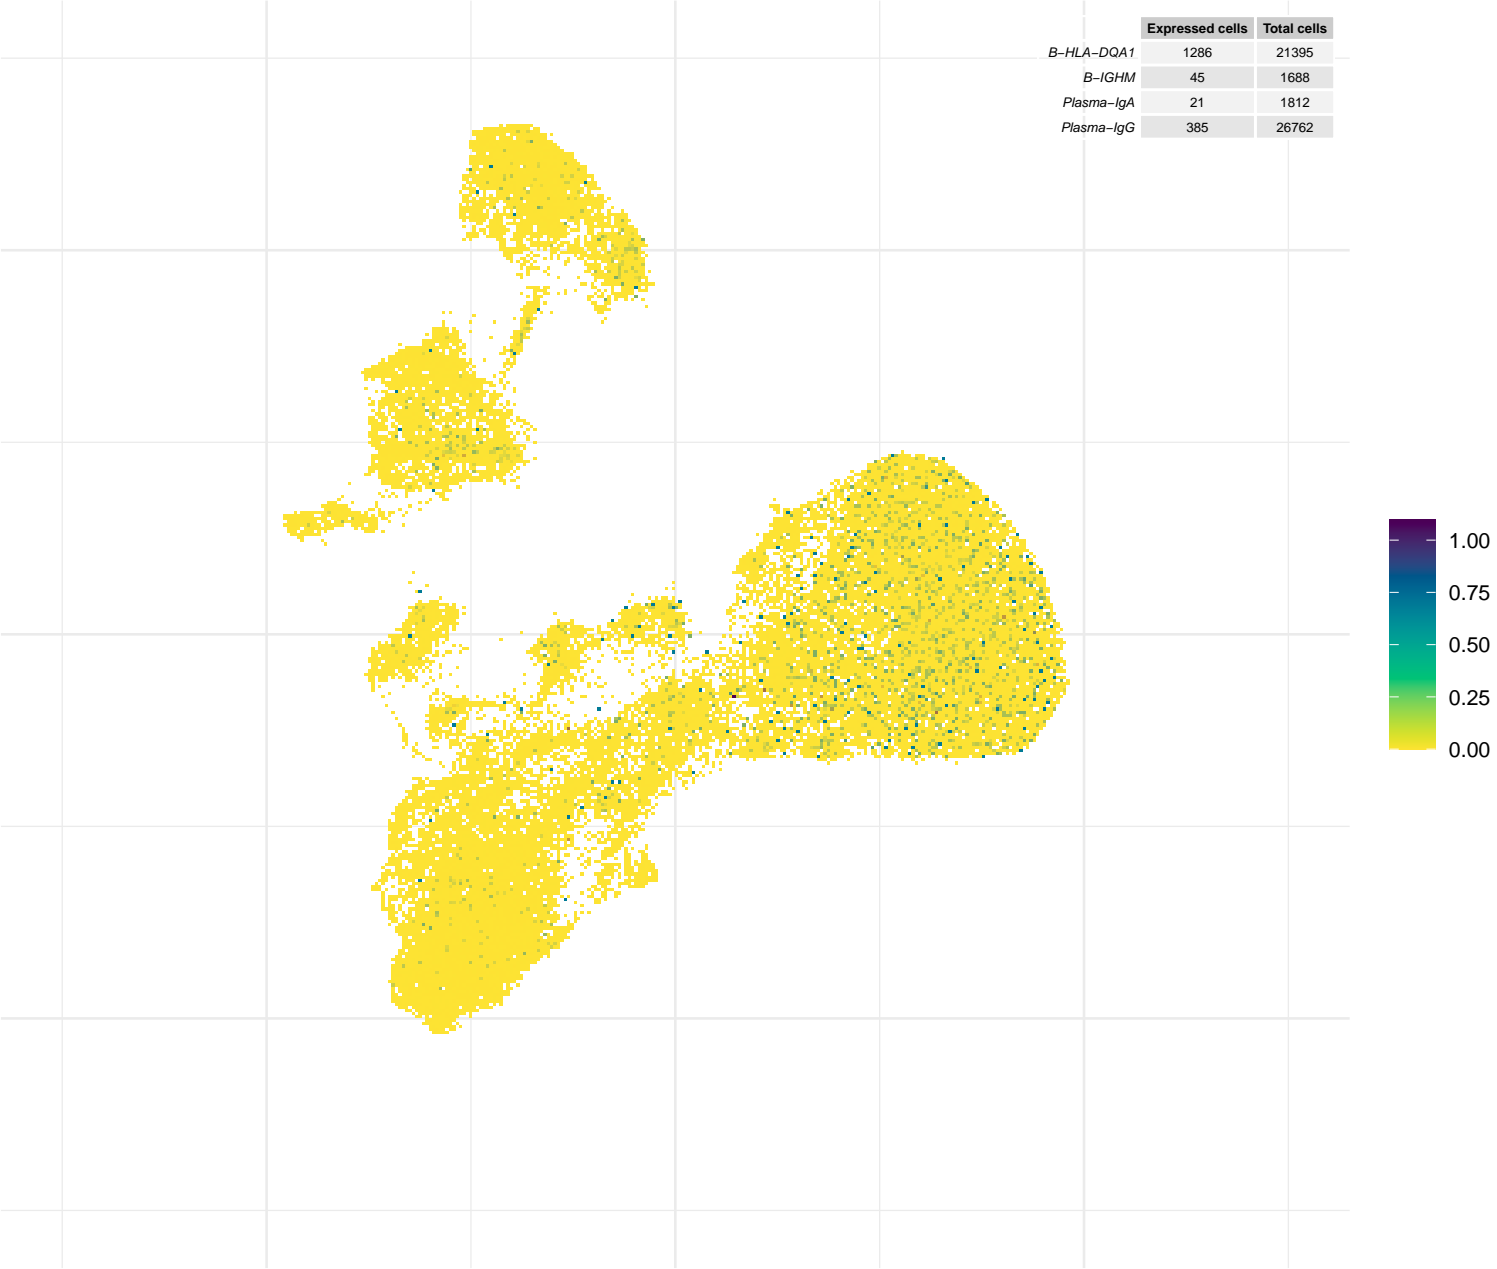 Expressed cells Total cells
B−HLA−DQA1 1286 21395
B−IGHM 45 1688
Plasma−IgA 21 1812
Plasma−IgG 385 26762
1.00
0.75
0.50
0.25
0.00